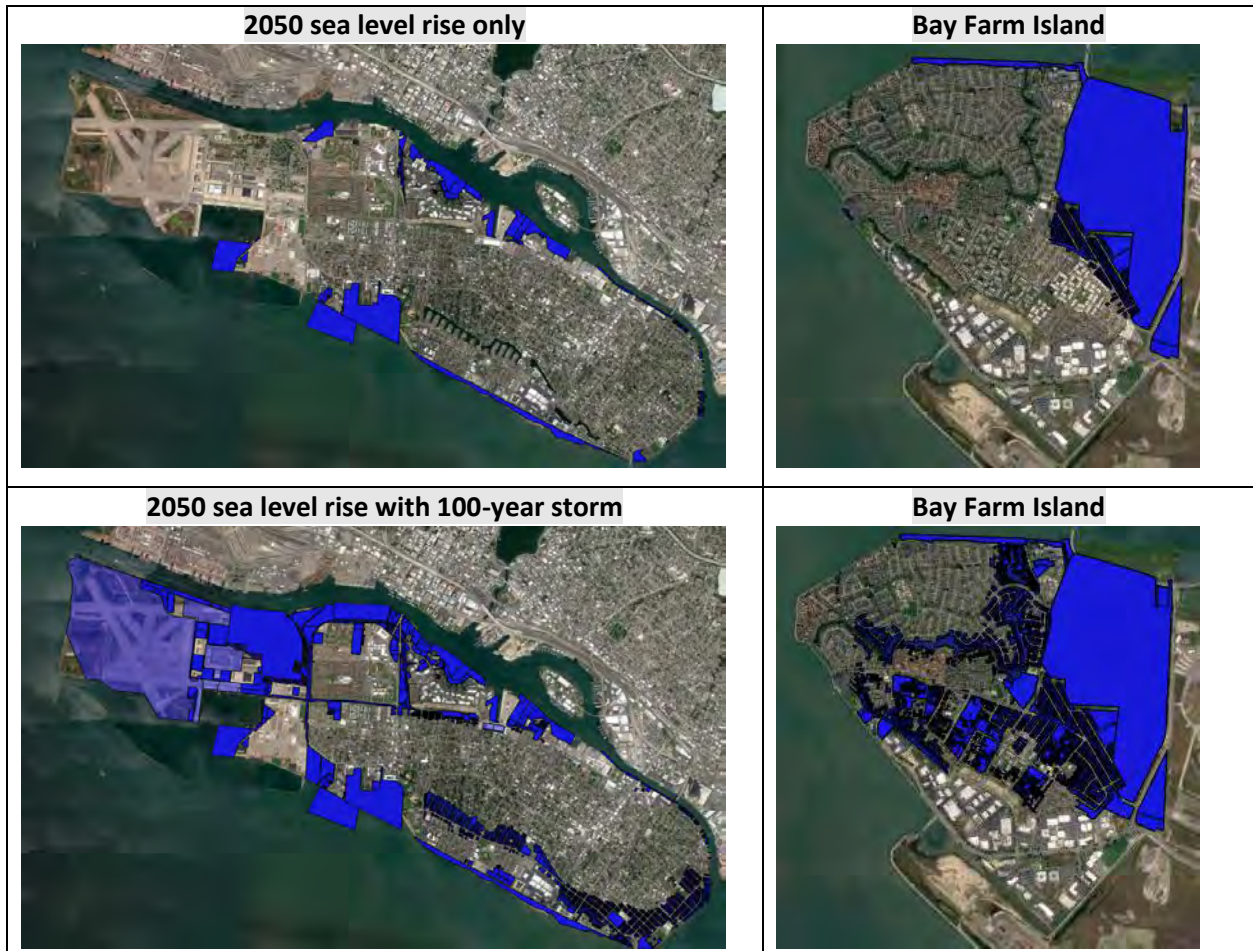 2050 sea level rise only
Bay Farm Island
2050 sea level rise with 100-year storm
Bay Farm Island